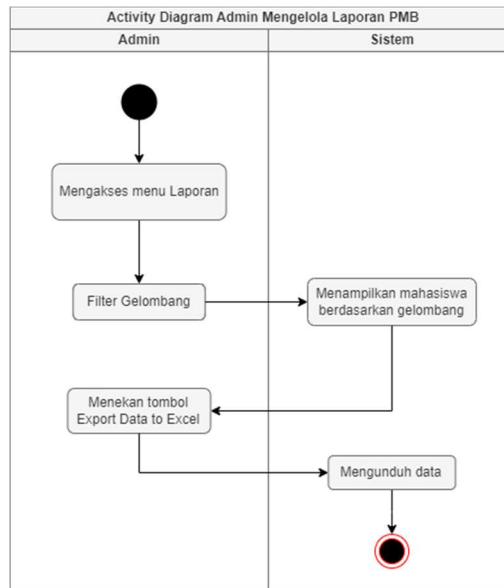 Activity Diagram Admin Mengelola Laporan PMB
Admin
Sistem
Mengakses menu Laporan
Filter Gelombang
Menampilkan mahasiswa
berdasarkan gelombang
Menekan tombol
Export Data to Excel
Mengunduh data